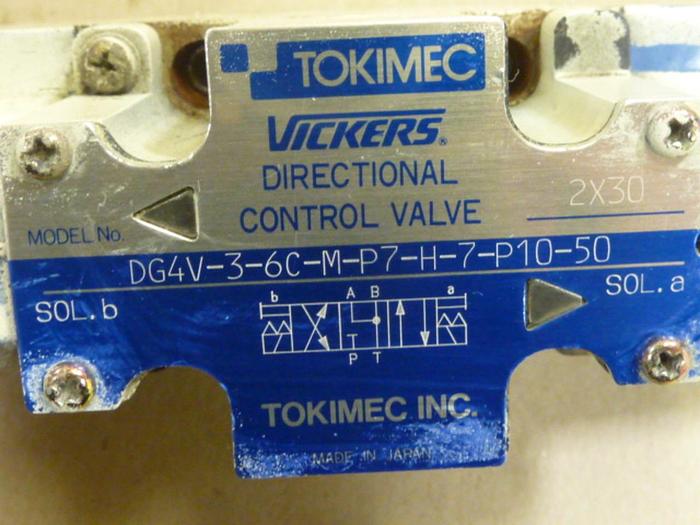 TOKIMEC
VICKERS®
DIRECTIONAL
CONTROL VALVE
2X30
MODEL No.
DG4V-3-6C-M-P7-H-7-P10-50
SOL.b
SOL.a
b A B a
T
P T
TOKIMEC INC.
MADE IN JAPAN